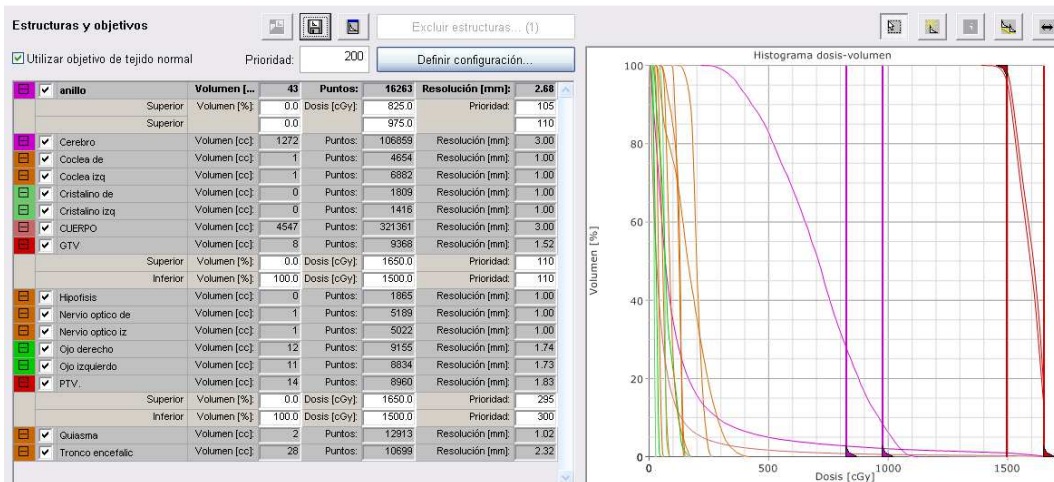 Estructuras y objetivos
Excluir estructuras... (1)
Utilizar objetivo de tejido normal Prioridad: 200 Definir configuración...
anillo Volumen [... 43 Puntos: 16263 Resolución [mm]: 2.68
Superior Volumen [%]: 0.0 Dosis [cGy]: 825.0 Prioridad: 105
Superior 0.0 975.0 110
Cerebro Volumen [cc]: 1272 Puntos: 106859 Resolución [mm]: 3.00
Coclea de Volumen [cc]: 1 Puntos: 4654 Resolución [mm]: 1.00
Coclea izq Volumen [cc]: 1 Puntos: 6882 Resolución [mm]: 1.00
Cristalino de Volumen [cc]: 0 Puntos: 1809 Resolución [mm]: 1.00
Cristalino izq Volumen [cc]: 0 Puntos: 1416 Resolución [mm]: 1.00
CUERPO Volumen [cc]: 4547 Puntos: 321361 Resolución [mm]: 3.00
GTV Volumen [cc]: 8 Puntos: 9368 Resolución [mm]: 1.52
Superior Volumen [%]: 0.0 Dosis [cGy]: 1650.0 Prioridad: 110
Inferior Volumen [%]: 100.0 Dosis [cGy]: 1500.0 Prioridad: 110
Hipofisis Volumen [cc]: 0 Puntos: 1865 Resolución [mm]: 1.00
Nervio optico de Volumen [cc]: 1 Puntos: 5189 Resolución [mm]: 1.00
Nervio optico iz Volumen [cc]: 1 Puntos: 5022 Resolución [mm]: 1.00
Ojo derecho Volumen [cc]: 12 Puntos: 9155 Resolución [mm]: 1.74
Ojo izquierdo Volumen [cc]: 11 Puntos: 8834 Resolución [mm]: 1.73
PTV. Volumen [cc]: 14 Puntos: 8960 Resolución [mm]: 1.83
Superior Volumen [%]: 0.0 Dosis [cGy]: 1650.0 Prioridad: 295
Inferior Volumen [%]: 100.0 Dosis [cGy]: 1500.0 Prioridad: 300
Quiasma Volumen [cc]: 2 Puntos: 12913 Resolución [mm]: 1.02
Tronco encefalic Volumen [cc]: 28 Puntos: 10699 Resolución [mm]: 2.32
Histograma dosis-volumen
Volumen [%]
100
80
60
40
20
0
0 500 1000 1500
Dosis [cGy]